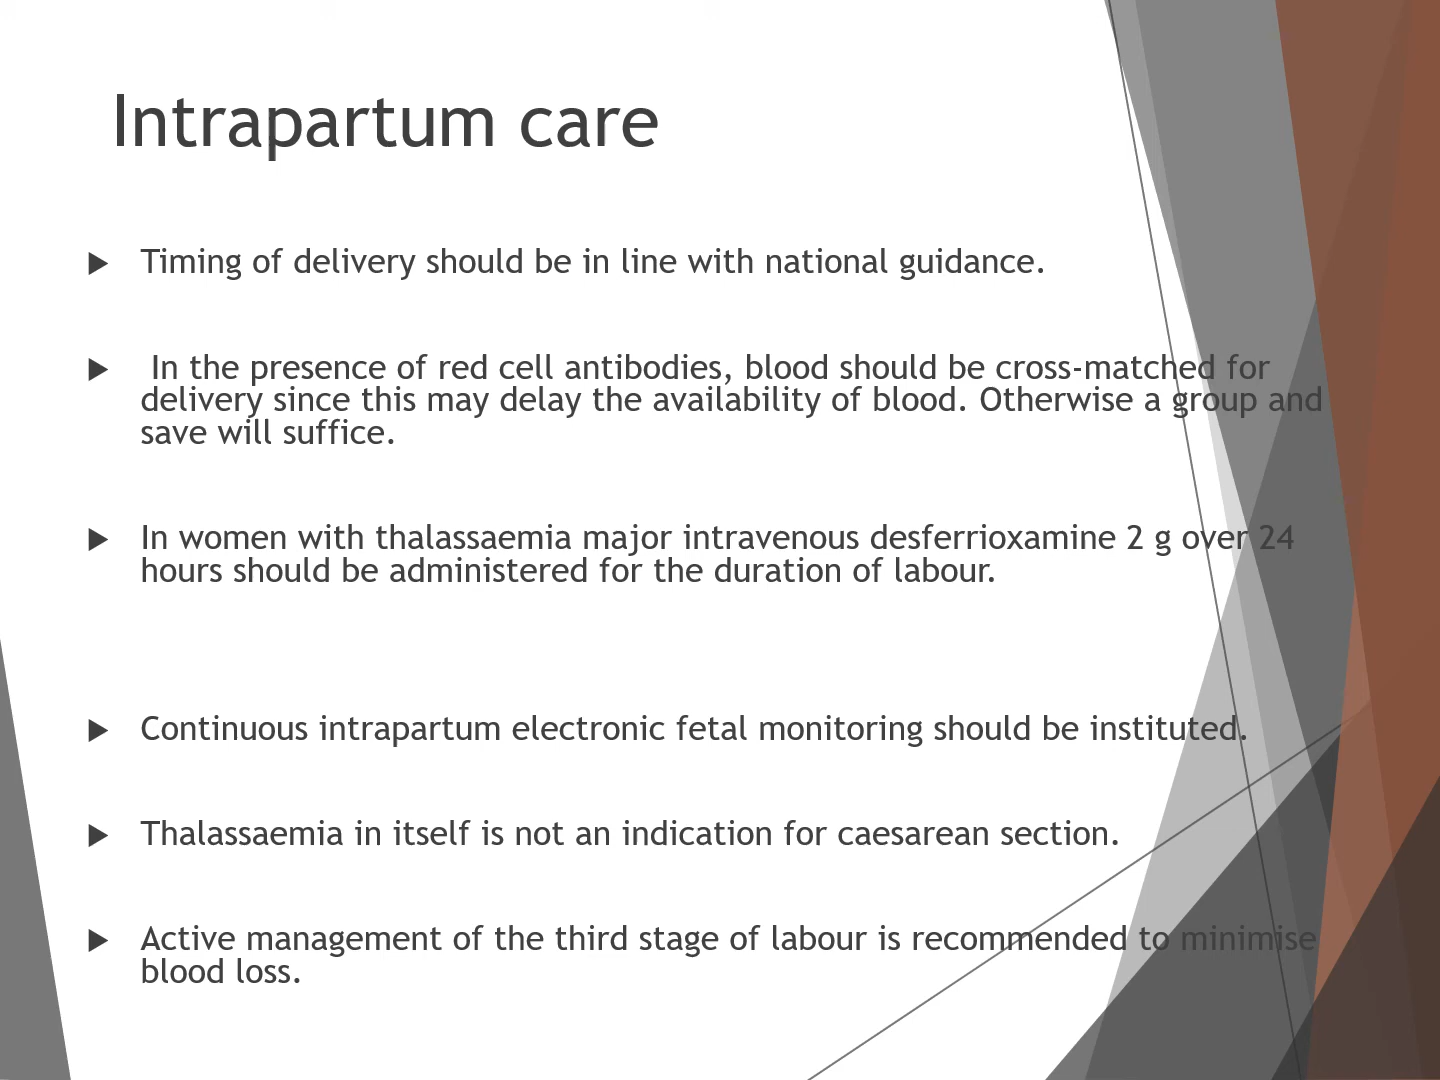 Intrapartum care
Timing of delivery should be in line with national guidance.
In the presence of red cell antibodies, blood should be cross-matched for
delivery since this may delay the availability of blood. Otherwise a group and
save will suffice.
In women with thalassaemia major intravenous desferrioxamine 2 g over 24
hours should be administered for the duration of labour.
Continuous intrapartum electronic fetal monitoring should be instituted.
Thalassaemia in itself is not an indication for caesarean section.
Active management of the third stage of labour is recommended to minimise
blood loss.